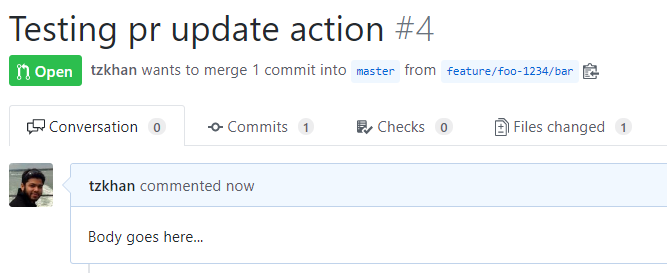 Testing pr update action #4
Open tzkhan wants to merge 1 commit into master from feature/foo-1234/bar
Conversation 0 Commits 1 Checks 0 Files changed 1
tzkhan commented now
Body goes here...